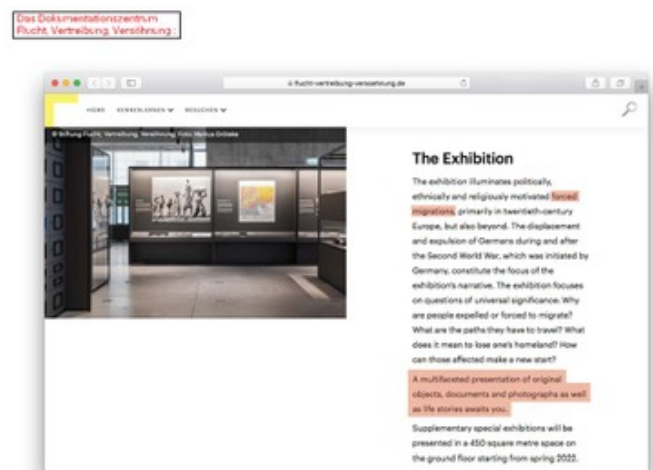 Das Dokumentationszentrum
Flucht, Vertreibung, Versöhnung :
flucht-vertreibung-versoehnung.de
HOME KENNENLERNEN BESUCHEN
© Stiftung Flucht, Vertreibung, Versöhnung, Foto: Markus Gröteke
The Exhibition
The exhibition illuminates politically,
ethnically and religiously motivated forced
migrations, primarily in twentieth-century
Europe, but also beyond. The displacement
and expulsion of Germans during and after
the Second World War, which was initiated by
Germany, constitute the focus of the
exhibition's narrative. The exhibition focuses
on questions of universal significance: Why
are people expelled or forced to migrate?
What are the paths they have to travel? What
does it mean to lose one's homeland? How
can those affected make a new start?
A multifaceted presentation of original
objects, documents and photographs as well
as life stories awaits you.
Supplementary special exhibitions will be
presented in a 450 square metre space on
the ground floor starting from spring 2022.